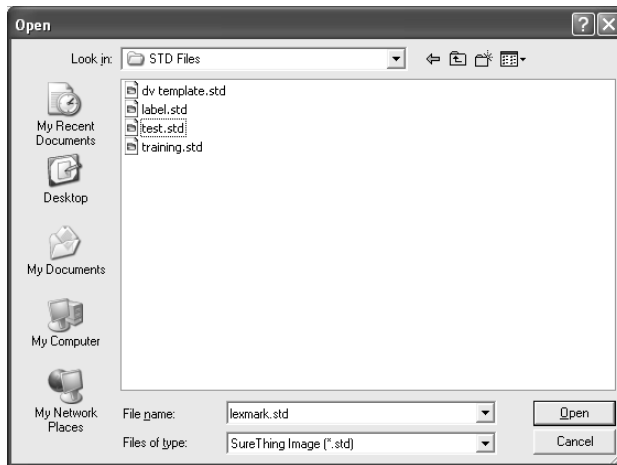 Open
Look in:
STD Files
My Recent
Documents
Desktop
My Documents
My Computer
My Network
Places
dv template.std
label.std
test.std
training.std
File name:
lexmark.std
Open
Files of type:
SureThing Image (*.std)
Cancel